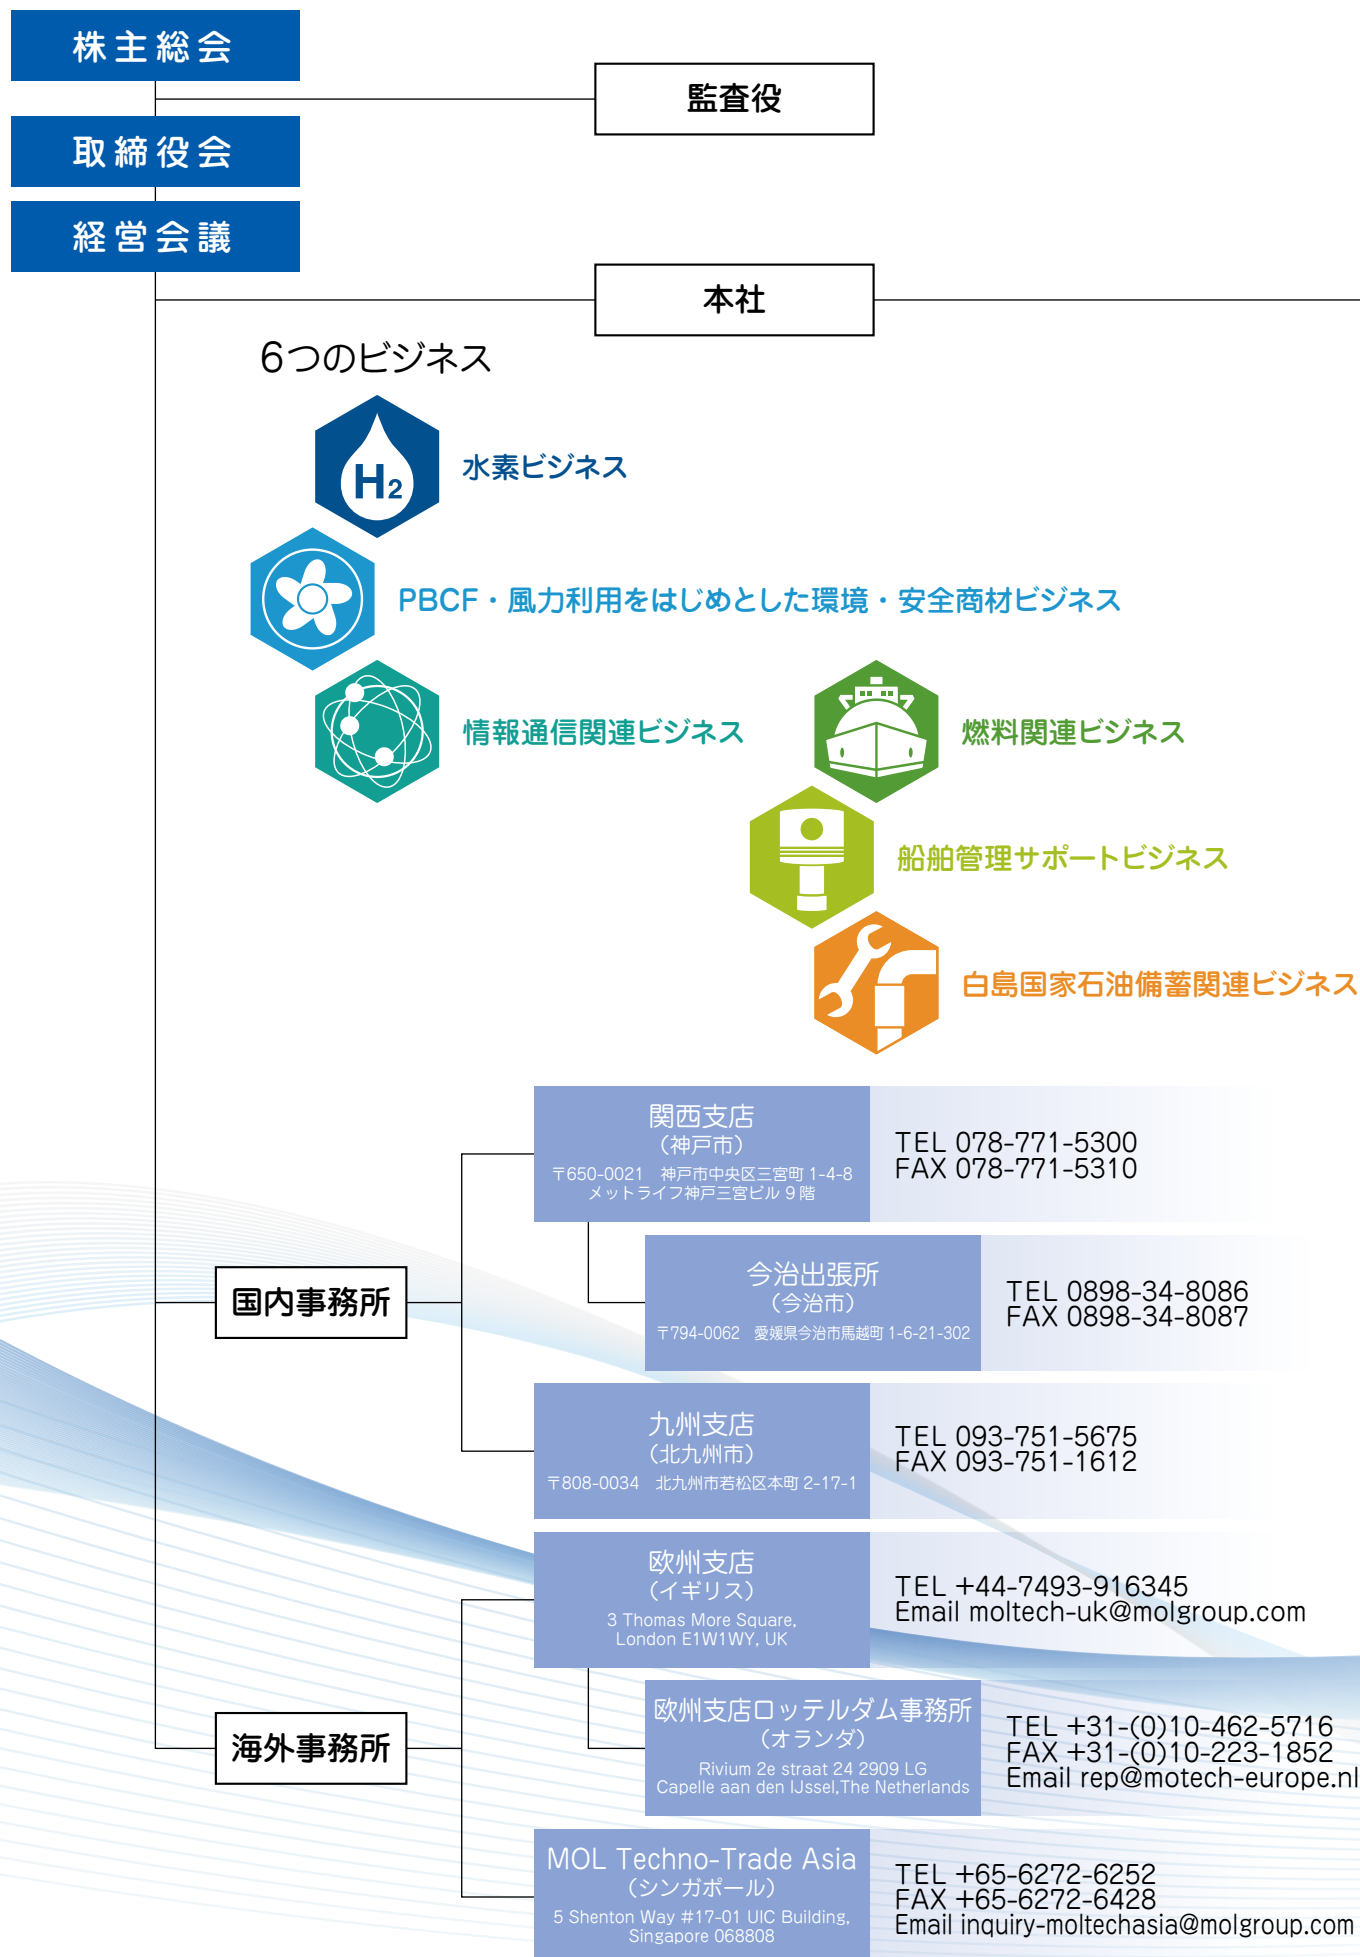 株主総会
監査役
取締役会
経営会議
本社
6つのビジネス
H2
水素ビジネス
PBCF・風力利用をはじめとした環境・安全商材ビジネス
情報通信関連ビジネス
燃料関連ビジネス
船舶管理サポートビジネス
白島国家石油備蓄関連ビジネス
国内事務所
関西支店
（神戸市）
〒650-0021　神戸市中央区三宮町 1-4-8
メットライフ神戸三宮ビル 9 階
TEL 078-771-5300
FAX 078-771-5310
今治出張所
（今治市）
〒794-0062　愛媛県今治市馬越町 1-6-21-302
TEL 0898-34-8086
FAX 0898-34-8087
九州支店
（北九州市）
〒808-0034　北九州市若松区本町 2-17-1
TEL 093-751-5675
FAX 093-751-1612
海外事務所
欧州支店
（イギリス）
3 Thomas More Square,
London E1W1WY, UK
TEL +44-7493-916345
Email moltech-uk@molgroup.com
欧州支店ロッテルダム事務所
（オランダ）
Rivium 2e straat 24 2909 LG
Capelle aan den IJssel,The Netherlands
TEL +31-(0)10-462-5716
FAX +31-(0)10-223-1852
Email rep@motech-europe.nl
MOL Techno-Trade Asia
（シンガポール）
5 Shenton Way #17-01 UIC Building,
Singapore 068808
TEL +65-6272-6252
FAX +65-6272-6428
Email inquiry-moltechasia@molgroup.com